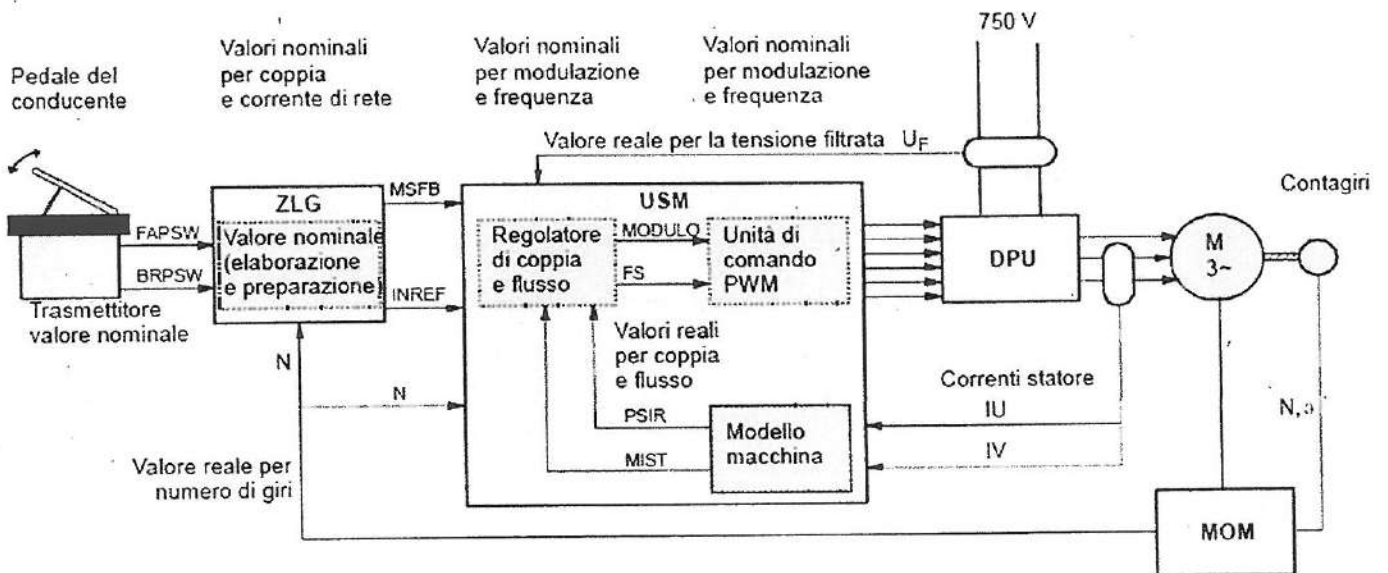 750 V
Valori nominali
per coppia
e corrente di rete
Valori nominali
per modulazione
e frequenza
Valori nominali
per modulazione
e frequenza
Pedale del
conducente
Valore reale per la tensione filtrata UF
Contagiri
ZLG
MSFB
USM
FAPSW
Valore nominale
(elaborazione
e preparazione)
Regolatore
di coppia
e flusso
MODULO
FS
Unità di
comando
PWM
DPU
M
3~
BRPSW
INREF
Trasmettitore
valore nominale
N
N
Valori reali
per coppia
e flusso
Correnti statore
IU
IV
N,a
PSIR
MIST
Modello
macchina
Valore reale per
numero di giri
MOM